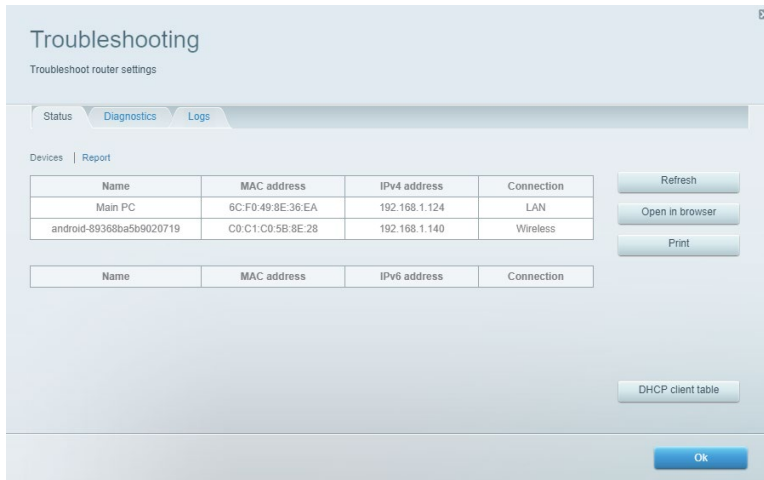 Troubleshooting
Troubleshoot router settings
Status Diagnostics Logs
Devices | Report
Name MAC address IPv4 address Connection
Main PC 6C:F0:49:8E:36:EA 192.168.1.124 LAN
android-89368ba5b9020719 C0:C1:C0:5B:8E:28 192.168.1.140 Wireless
Name MAC address IPv6 address Connection
Refresh
Open in browser
Print
DHCP client table
Ok